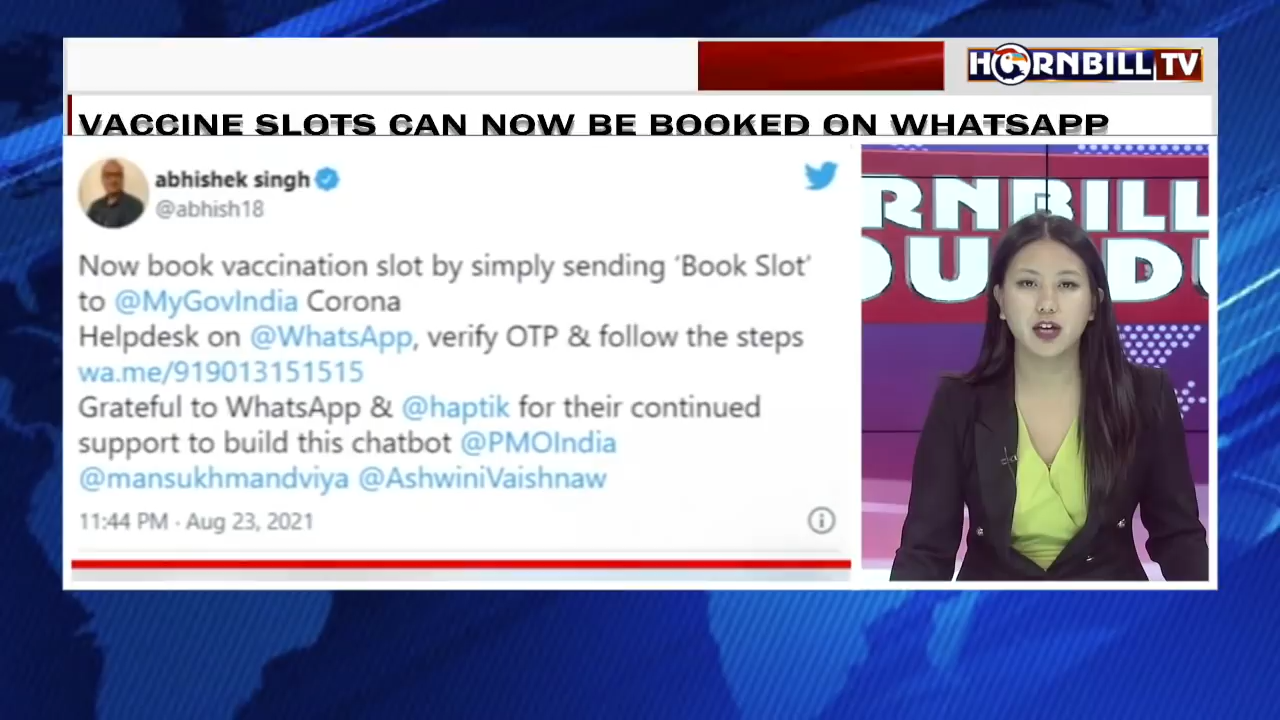 HORNBILL TV
VACCINE SLOTS CAN NOW BE BOOKED ON WHATSAPP
abhishek singh
@abhish18
Now book vaccination slot by simply sending ‘Book Slot’
to @MyGovIndia Corona
Helpdesk on @WhatsApp, verify OTP & follow the steps
wa.me/919013151515
Grateful to WhatsApp & @haptik for their continued
support to build this chatbot @PMOIndia
@mansukhmandviya @AshwiniVaishnaw
11:44 PM · Aug 23, 2021
RNBILL
OUND